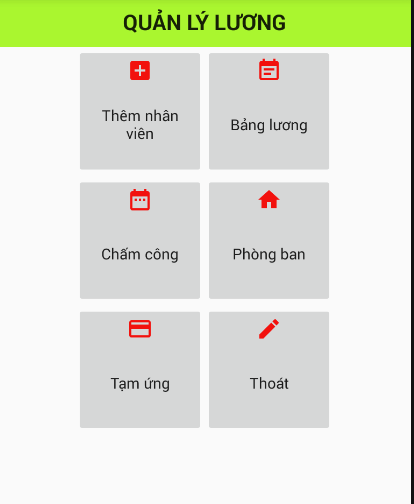 QUẢN LÝ LƯƠNG
Thêm nhân
viên
Bảng lương
Chấm công
Phòng ban
Tạm ứng
Thoát